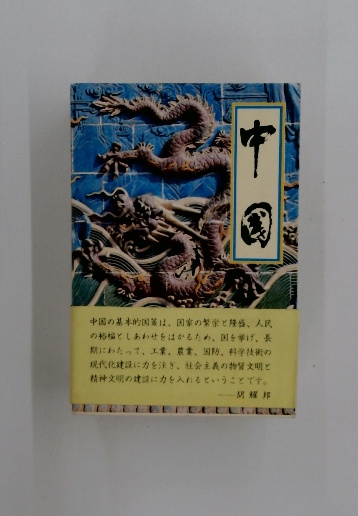 中国
中国の基本的国策は、国家の繁栄と隆盛、人民
の裕福としあわせをはかるため、国を挙げ、長
期にわたって、工業、農業、国防、科学技術の
現代化建設に力を注ぎ、社会主義の物質文明と
精神文明の建設に力を入れるということです。
——胡耀邦